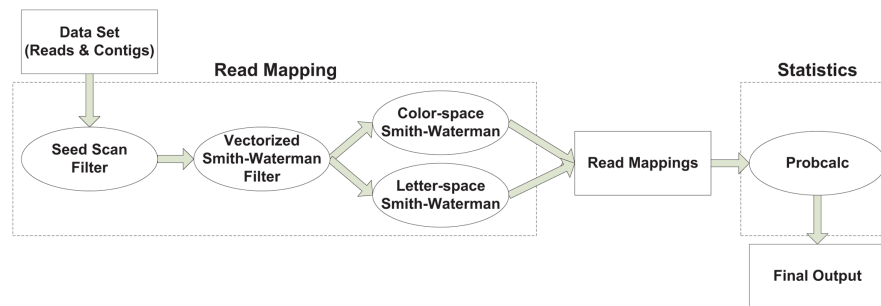 Data Set
(Reads & Contigs)
Read Mapping
Statistics
Seed Scan
Filter
Vectorized
Smith-Waterman
Filter
Color-space
Smith-Waterman
Letter-space
Smith-Waterman
Read Mappings
Probcalc
Final Output